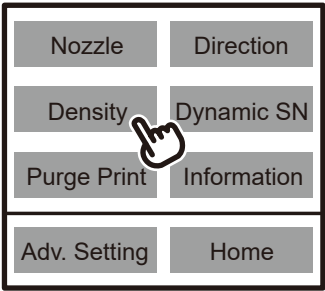 Nozzle Direction
Density Dynamic SN
Purge Print Information
Adv. Setting Home